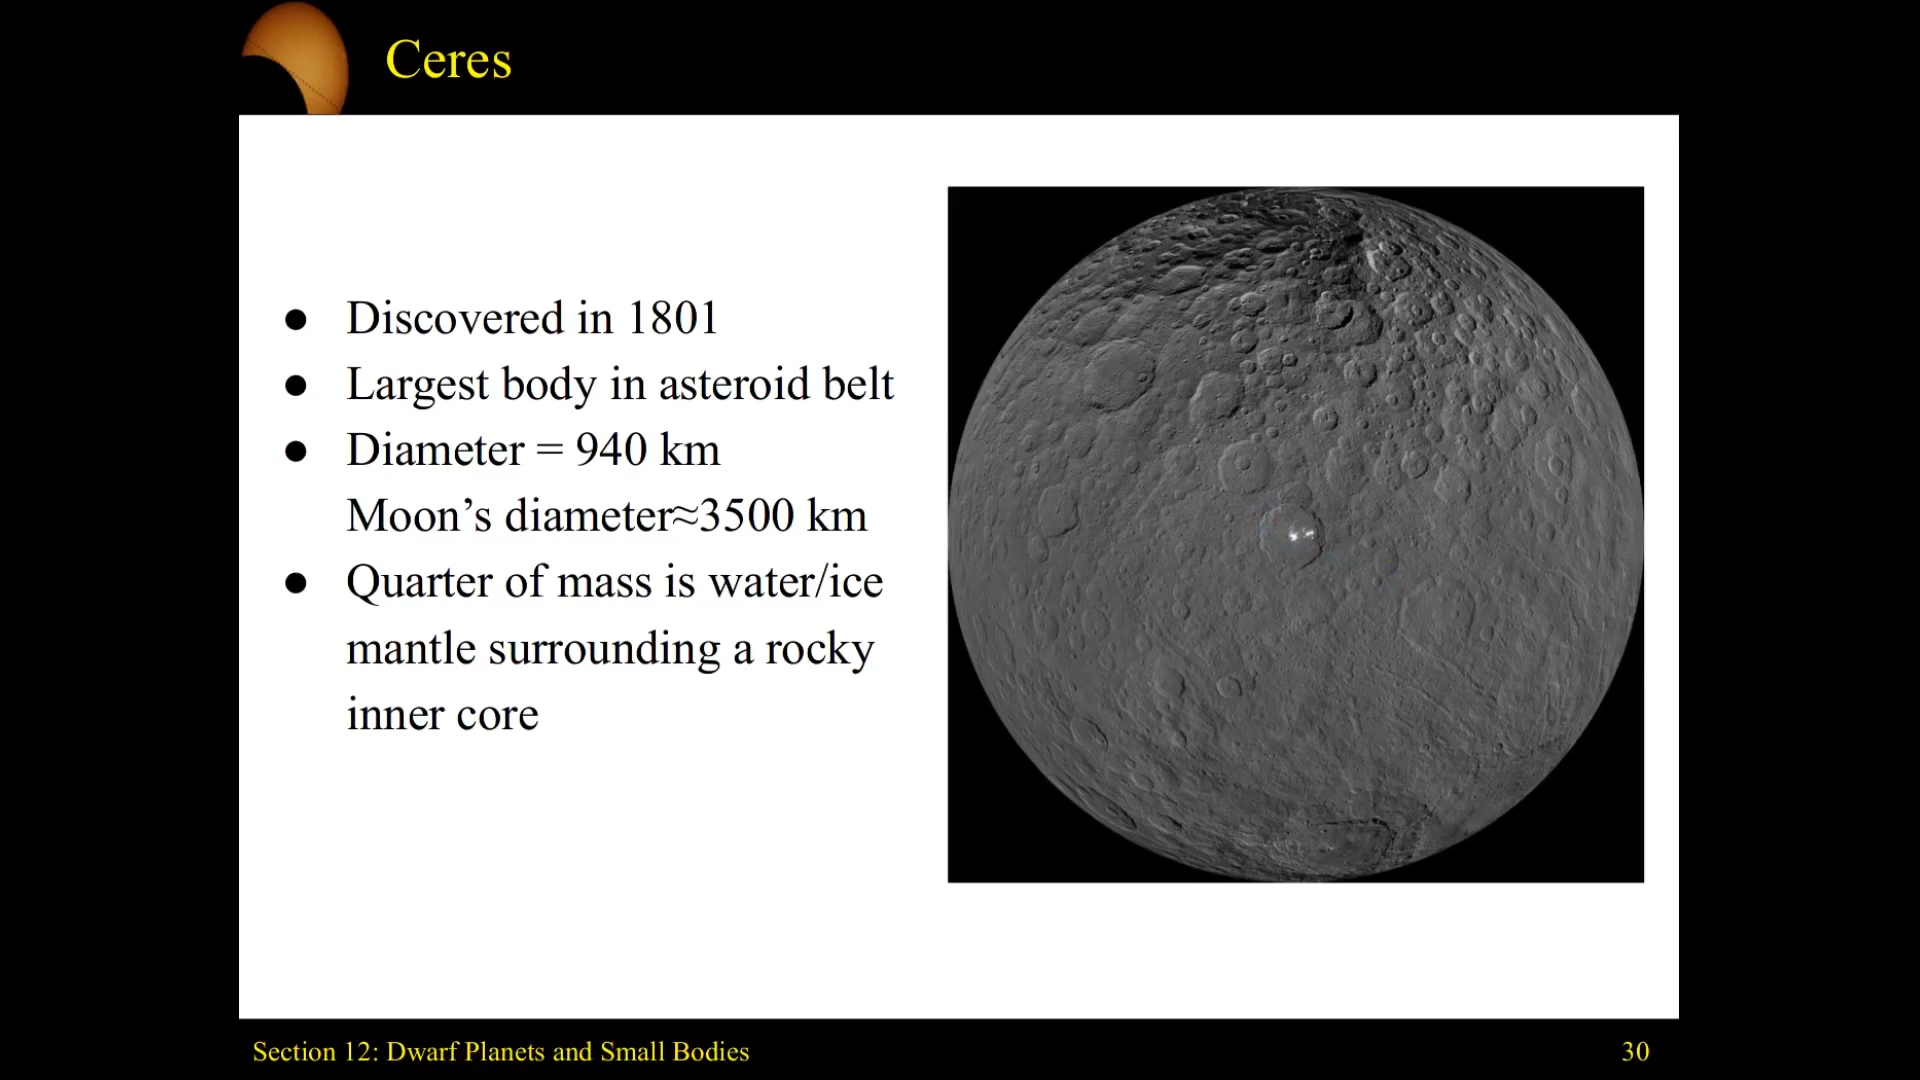 Ceres
● Discovered in 1801
● Largest body in asteroid belt
● Diameter = 940 km
Moon’s diameter≈3500 km
● Quarter of mass is water/ice
mantle surrounding a rocky
inner core
Section 12: Dwarf Planets and Small Bodies
30